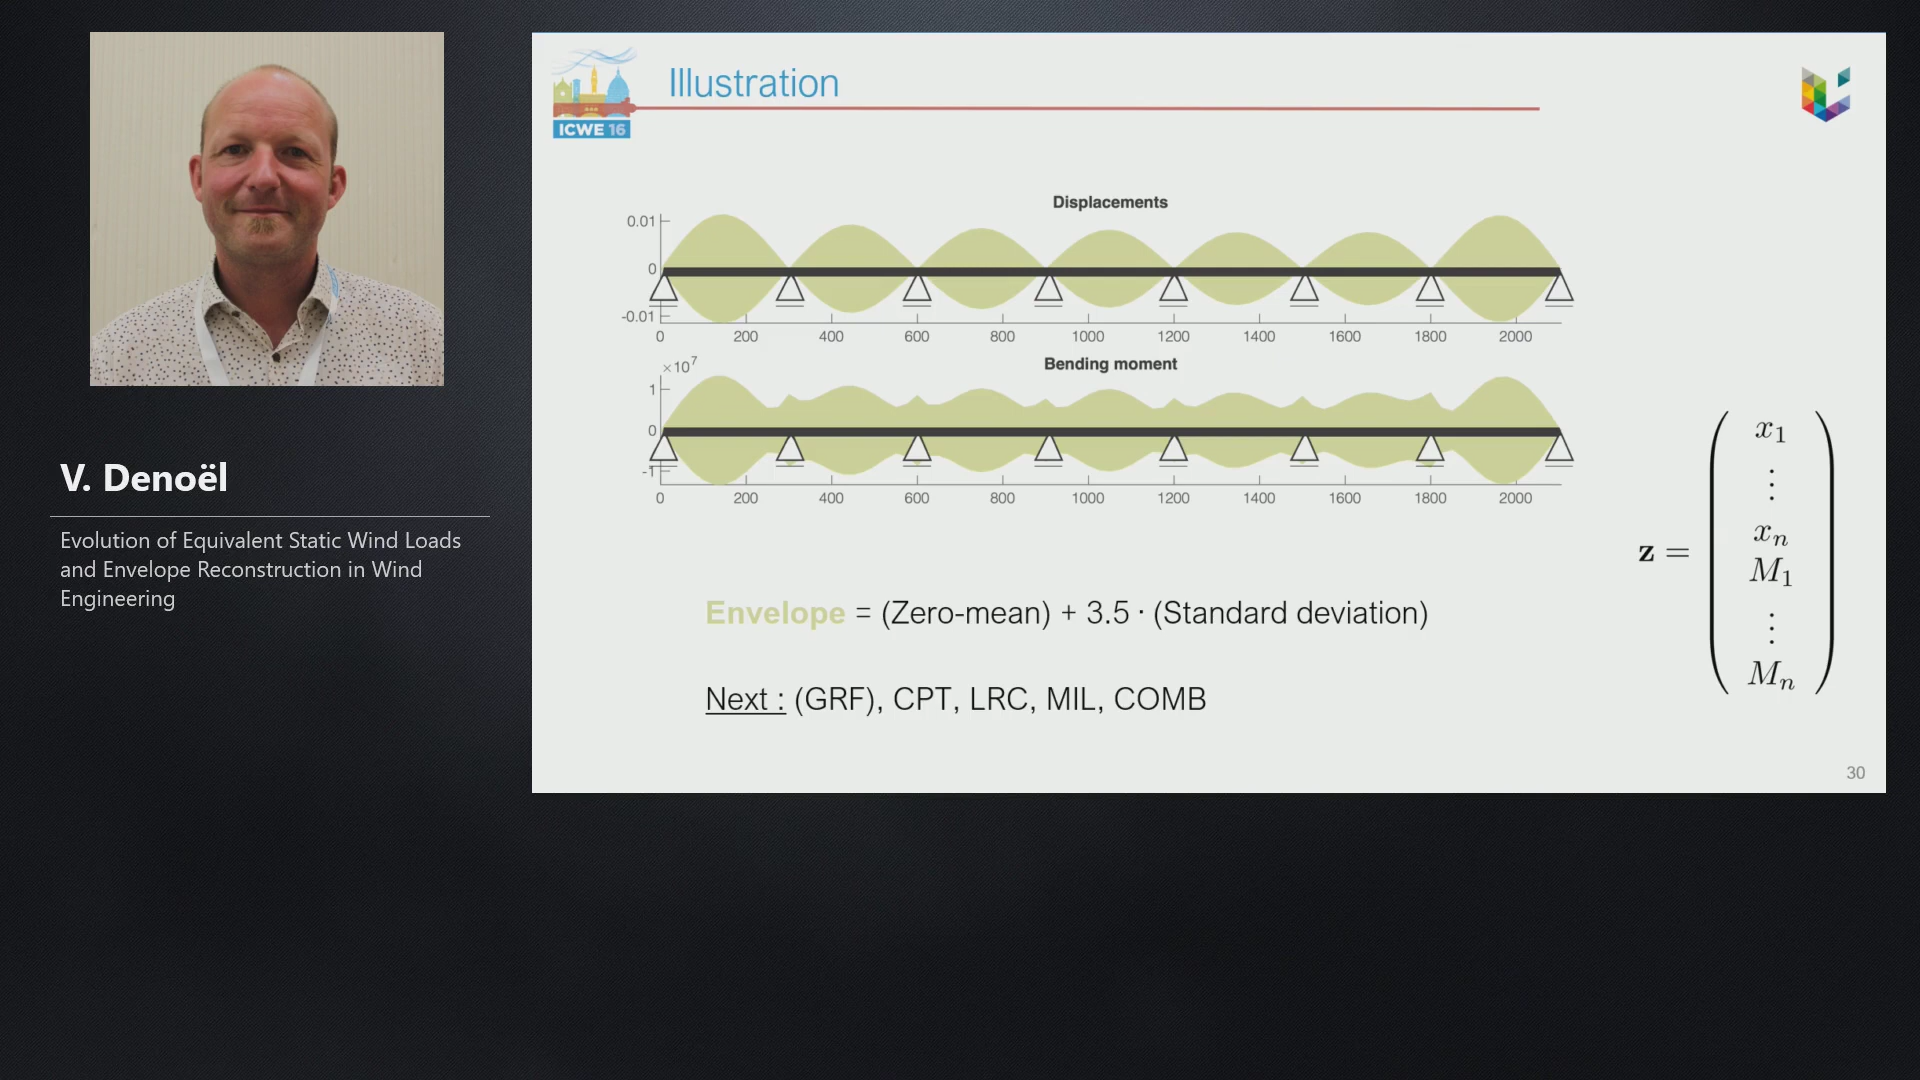 V. Denoël
Evolution of Equivalent Static Wind Loads
and Envelope Reconstruction in Wind
Engineering
ICWE 16
Illustration
Displacements
0.01
0
-0.01
0 200 400 600 800 1000 1200 1400 1600 1800 2000
×10⁷
Bending moment
1
0
-1
0 200 400 600 800 1000 1200 1400 1600 1800 2000
Envelope = (Zero-mean) + 3.5 · (Standard deviation)
Next : (GRF), CPT, LRC, MIL, COMB
z =
x₁
⋮
xₙ
M₁
⋮
Mₙ
30